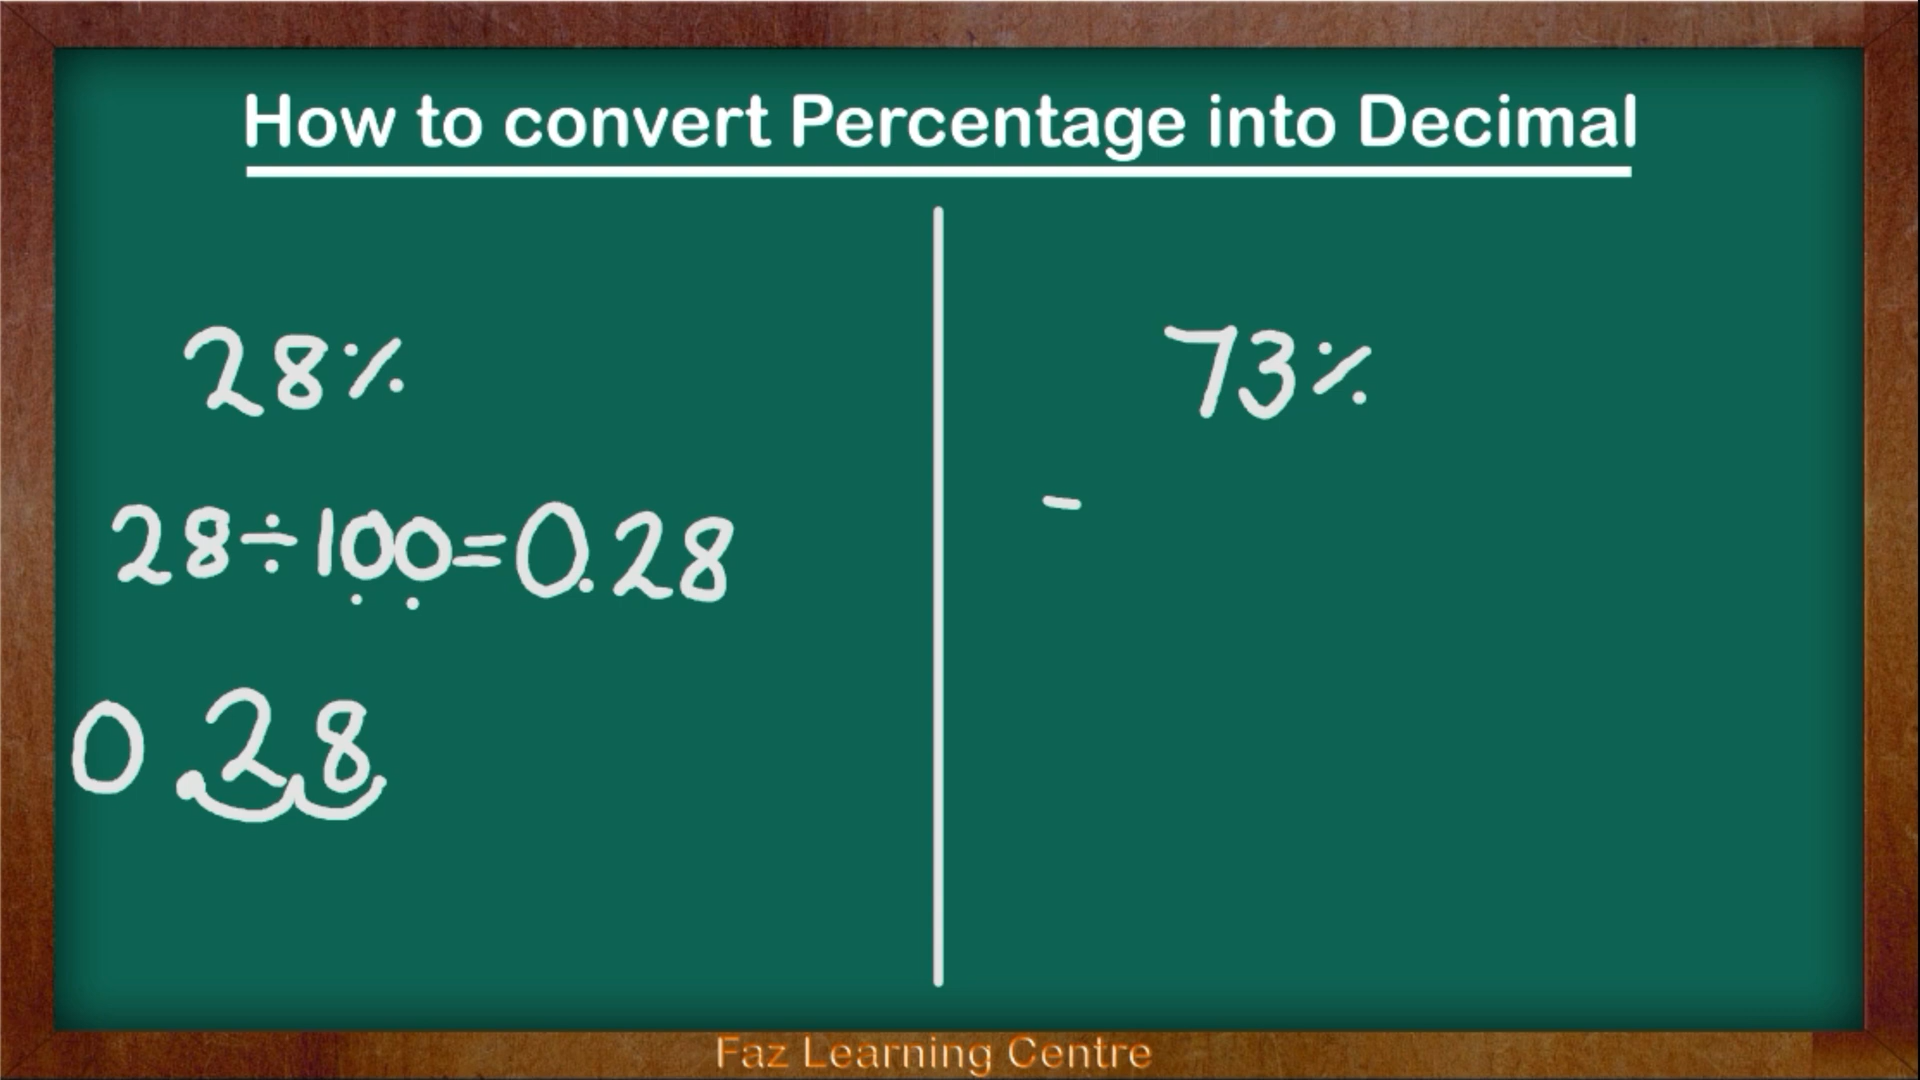 How to convert Percentage into Decimal
28%
28÷100=0.28
0.28
73%
-
Faz Learning Centre